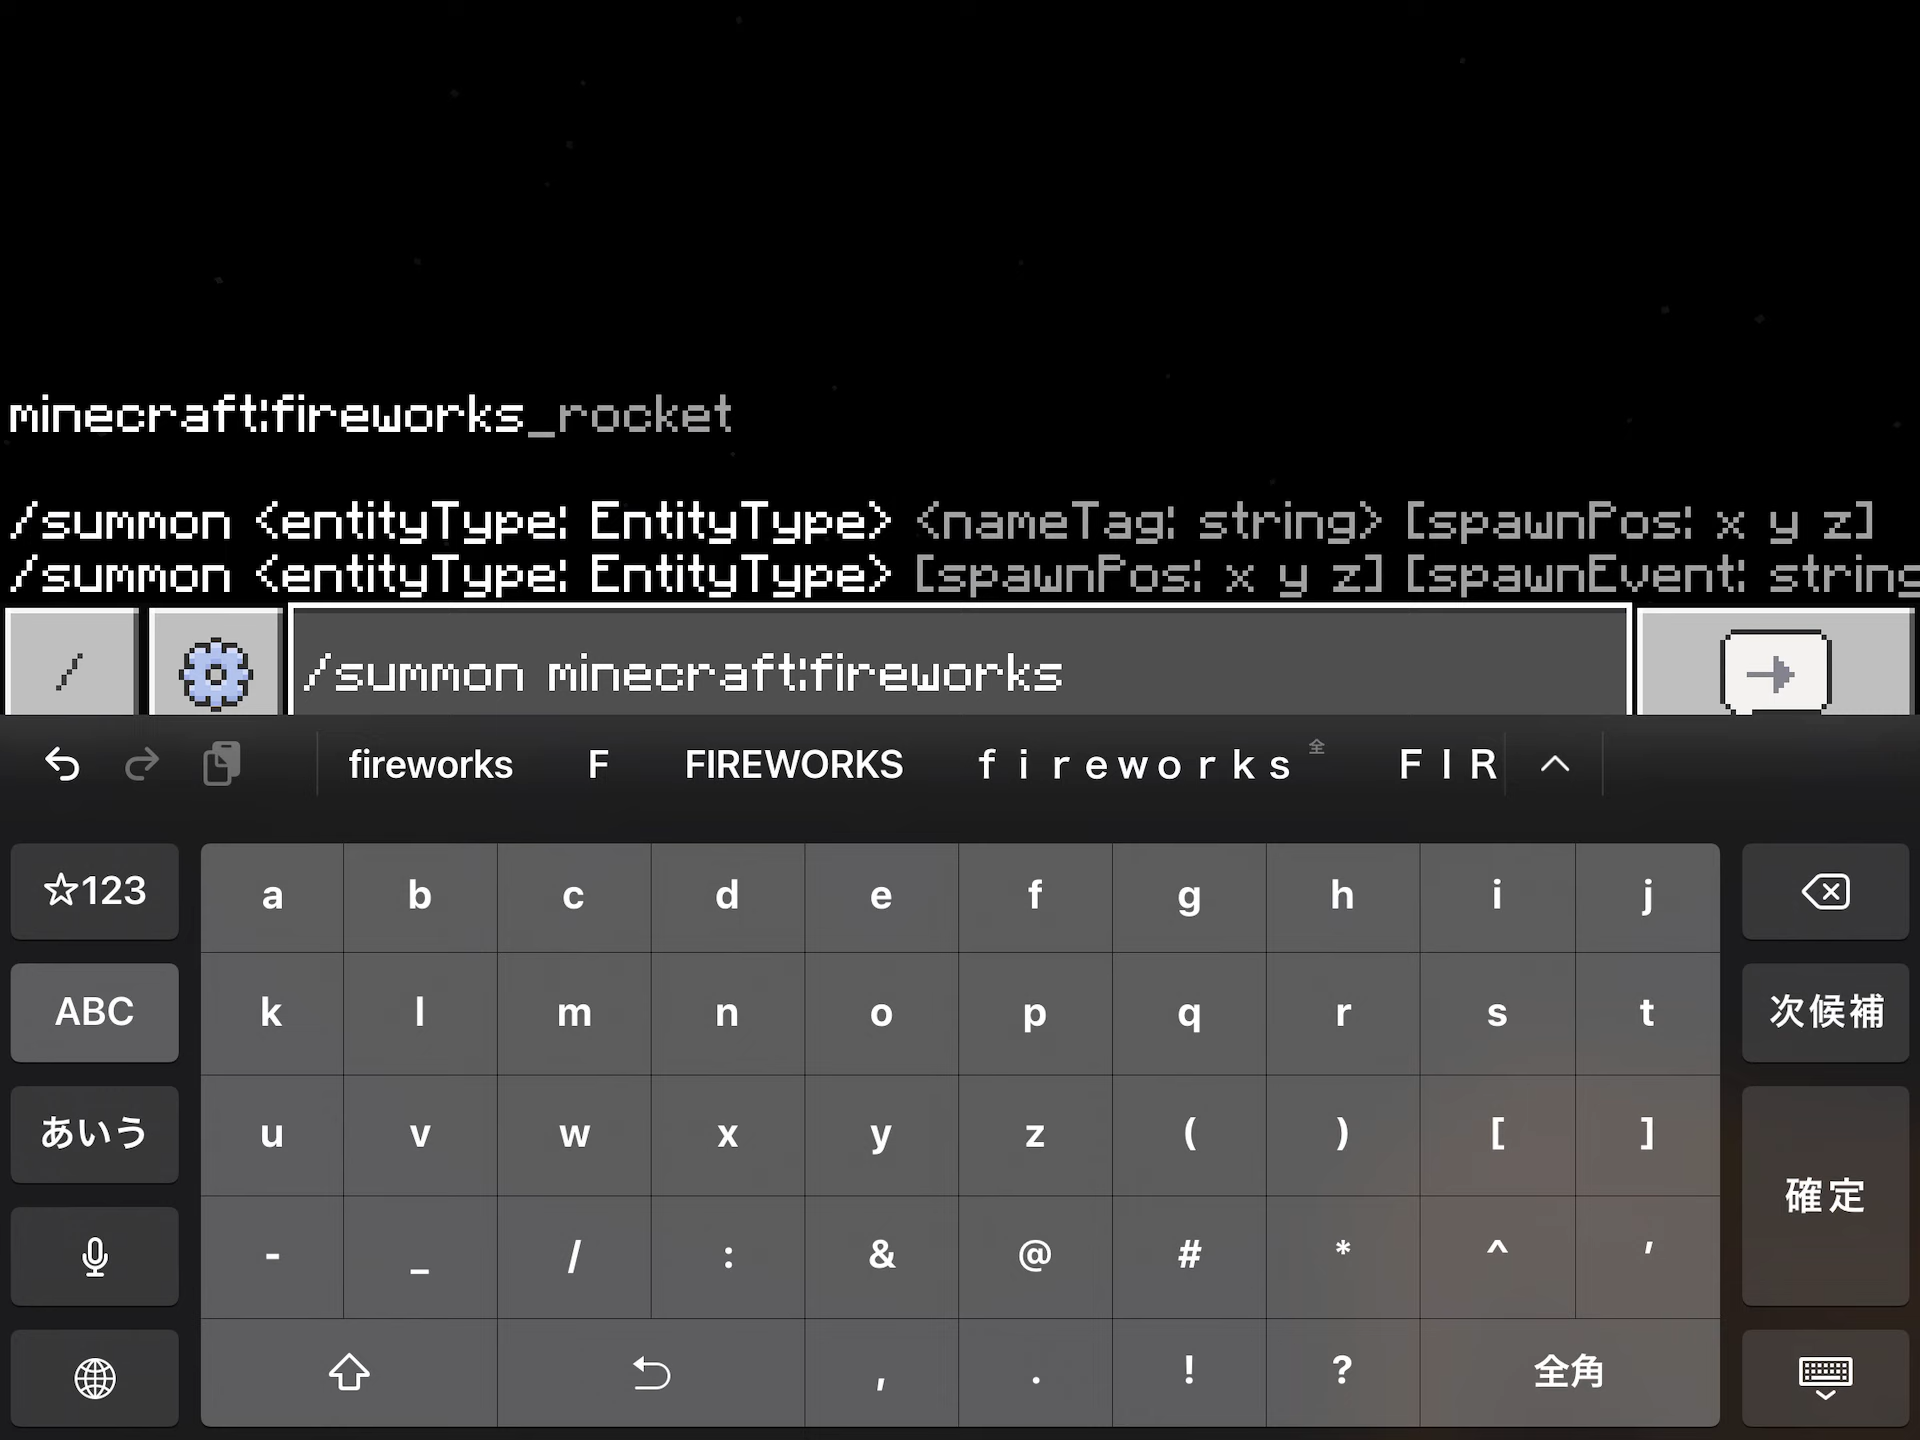 minecraft:fireworks_rocket
/summon <entityType: EntityType> <nameTag: string> [spawnPos: x y z]
/summon <entityType: EntityType> [spawnPos: x y z] [spawnEvent: string
/ /summon minecraft:fireworks
fireworks F FIREWORKS ｆｉｒｅｗｏｒｋｓ 全 ＦＩＲ
☆123 a b c d e f g h i j
ABC k l m n o p q r s t 次候補
あいう u v w x y z ( ) [ ]
確定
- _ / : & @ # * ^ '
, . ! ? 全角